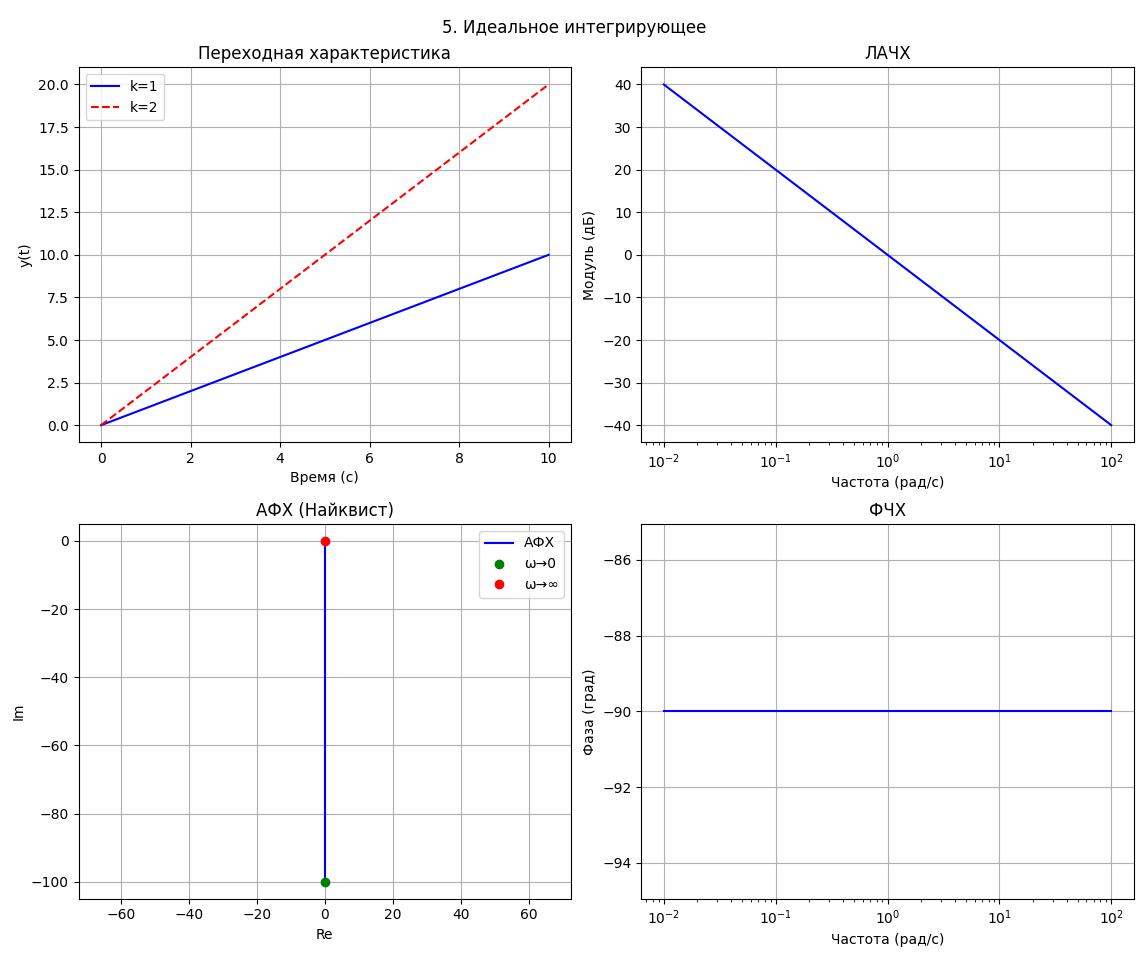 5. Идеальное интегрирующее
Переходная характеристика
y(t)
20.0
17.5
15.0
12.5
10.0
7.5
5.0
2.5
0.0
k=1
k=2
0 2 4 6 8 10
Время (с)
ЛАЧХ
Модуль (дБ)
40
30
20
10
0
−10
−20
−30
−40
10⁻² 10⁻¹ 10⁰ 10¹ 10²
Частота (рад/с)
АФХ (Найквист)
Im
0
−20
−40
−60
−80
−100
АФХ
ω→0
ω→∞
−60 −40 −20 0 20 40 60
Re
ФЧХ
Фаза (град)
−86
−88
−90
−92
−94
10⁻² 10⁻¹ 10⁰ 10¹ 10²
Частота (рад/с)